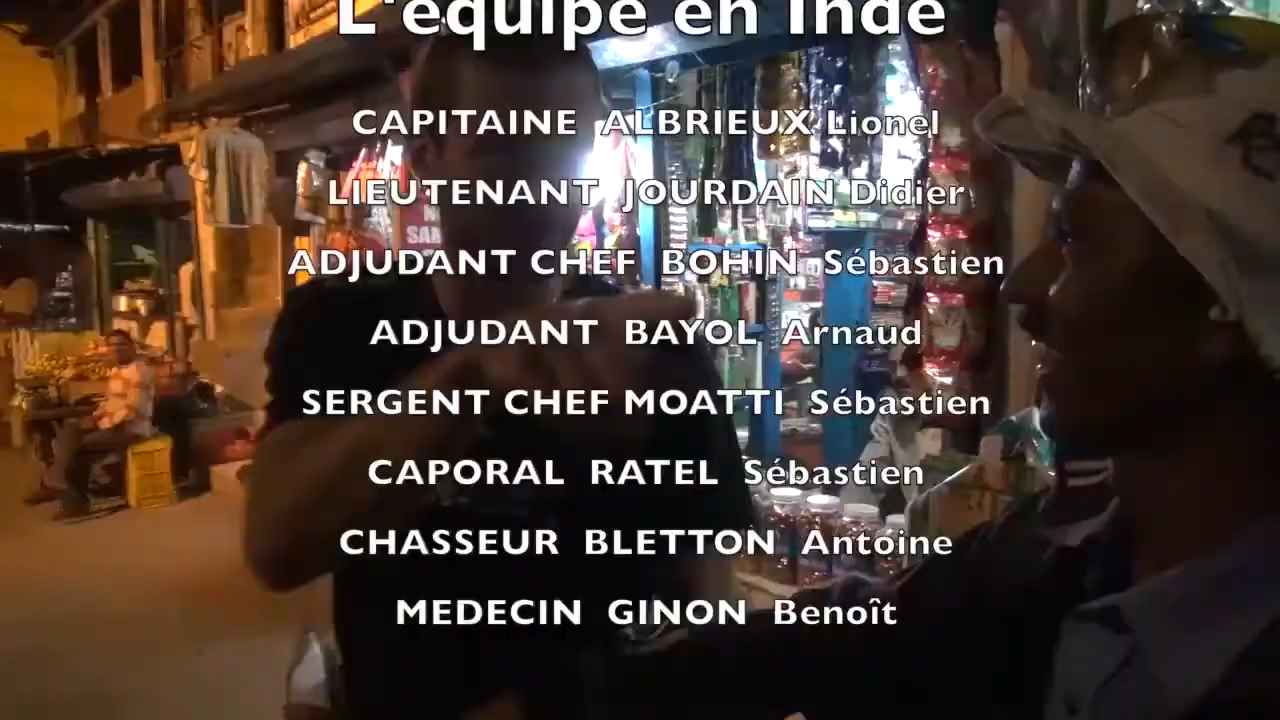 L'équipe en Inde
CAPITAINE ALBRIEUX Lionel
LIEUTENANT JOURDAIN Didier
ADJUDANT CHEF BOHIN Sébastien
ADJUDANT BAYOL Arnaud
SERGENT CHEF MOATTI Sébastien
CAPORAL RATEL Sébastien
CHASSEUR BLETTON Antoine
MEDECIN GINON Benoît